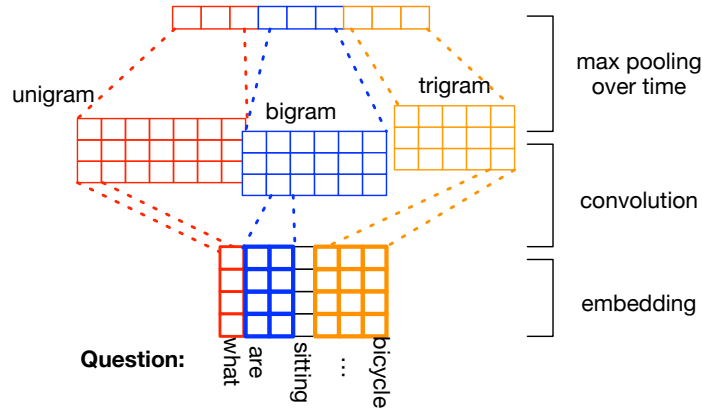 max pooling
over time
unigram
bigram
trigram
convolution
embedding
Question:
what
are
sitting
...
bicycle